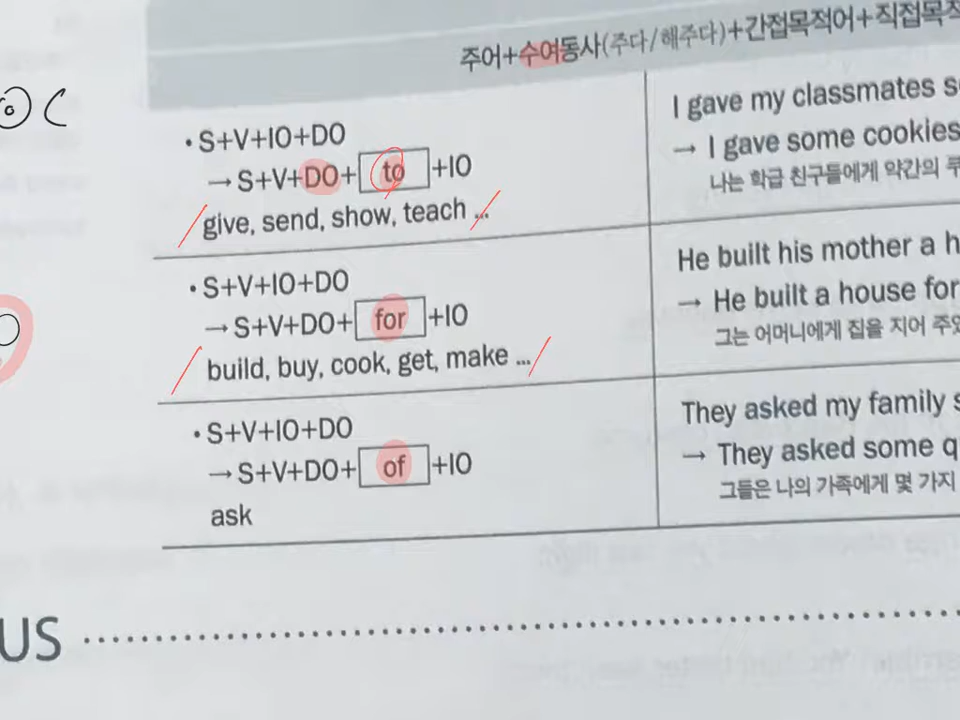 주어+수여동사(주다/해주다)+간접목적어+직접목적
• S+V+IO+DO
→ S+V+DO+ to +IO
give, send, show, teach ...
I gave my classmates s
→ I gave some cookies
나는 학급 친구들에게 약간의 쿠
• S+V+IO+DO
→ S+V+DO+ for +IO
build, buy, cook, get, make ...
He built his mother a h
→ He built a house for
그는 어머니에게 집을 지어 주었
• S+V+IO+DO
→ S+V+DO+ of +IO
ask
They asked my family s
→ They asked some q
그들은 나의 가족에게 몇 가지
US